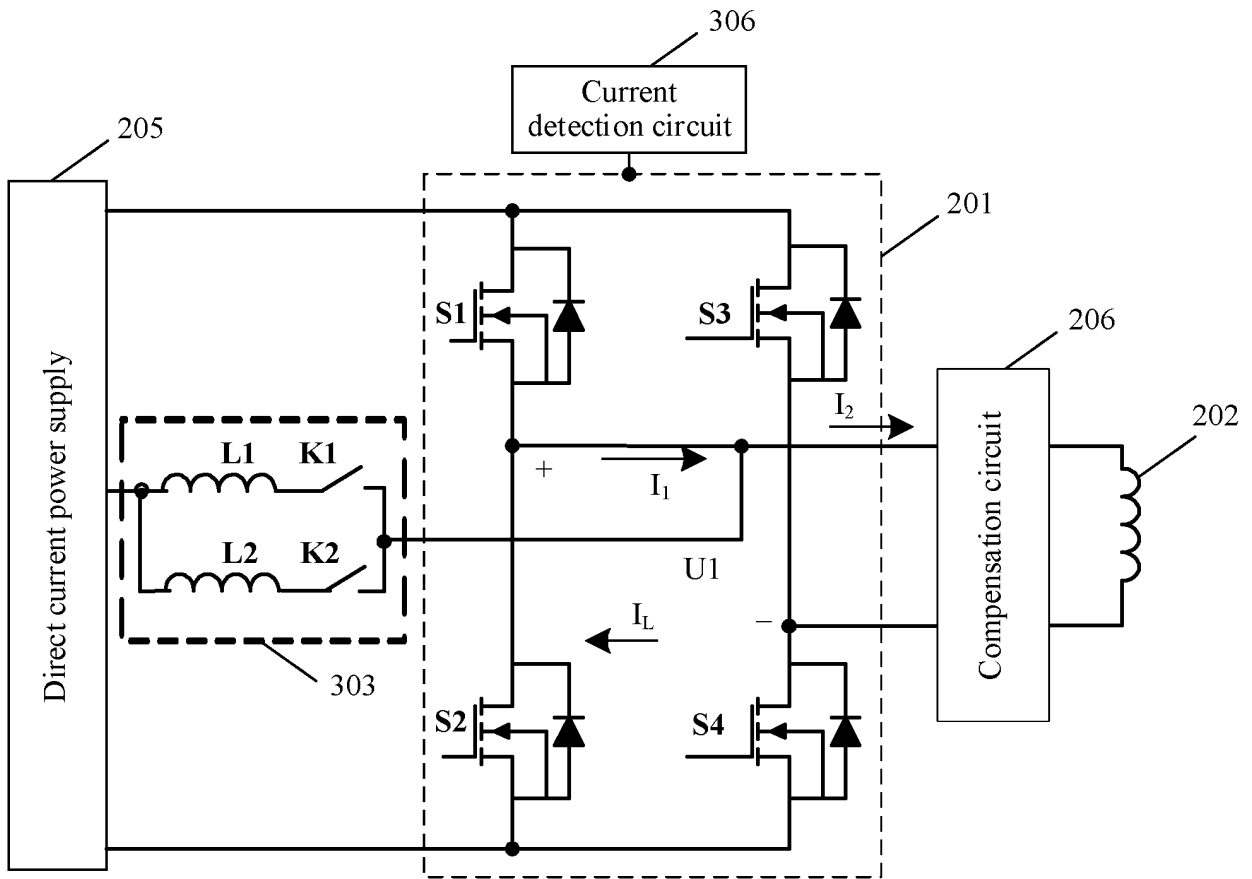 306
Current
detection circuit
205
201
S1
S3
206
Direct current power supply
I2
202
L1 K1
+
I1
Compensation circuit
L2 K2
U1
IL
−
303
S2
S4